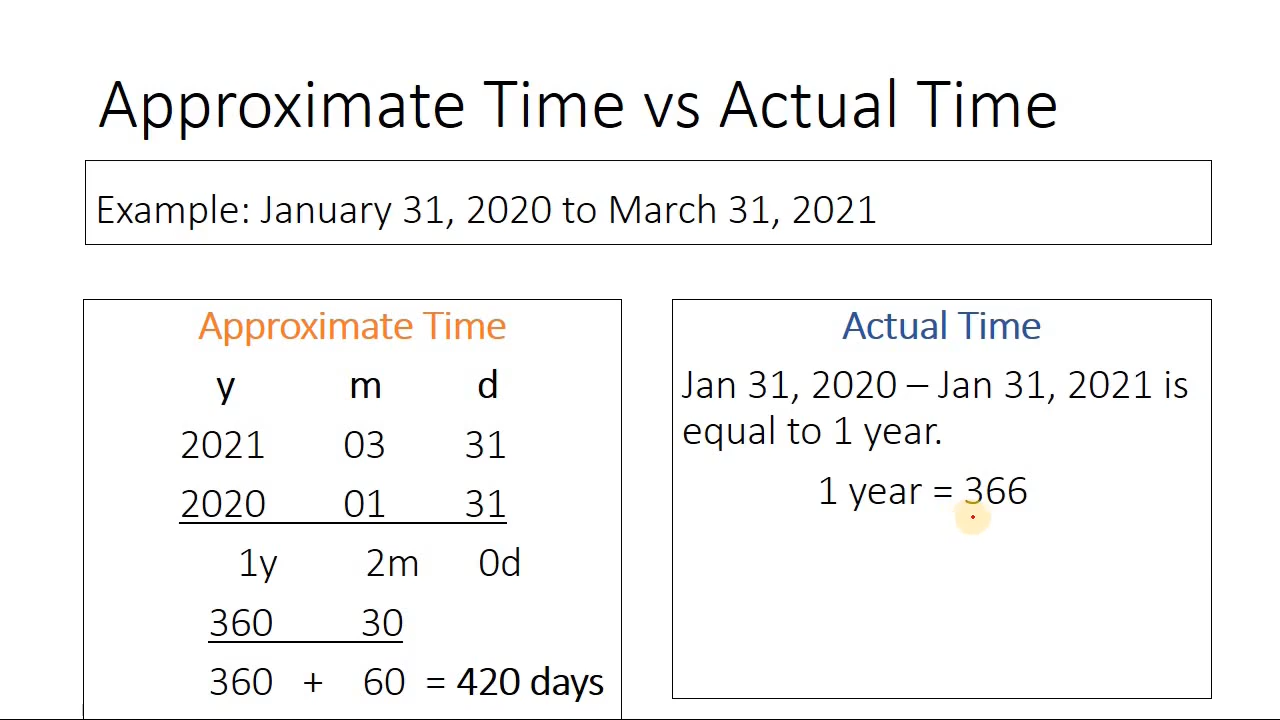 Approximate Time vs Actual Time
Example: January 31, 2020 to March 31, 2021
Approximate Time
y m d
2021 03 31
2020 01 31
1y 2m 0d
360 30
360 + 60 = 420 days
Actual Time
Jan 31, 2020 – Jan 31, 2021 is
equal to 1 year.
1 year = 366